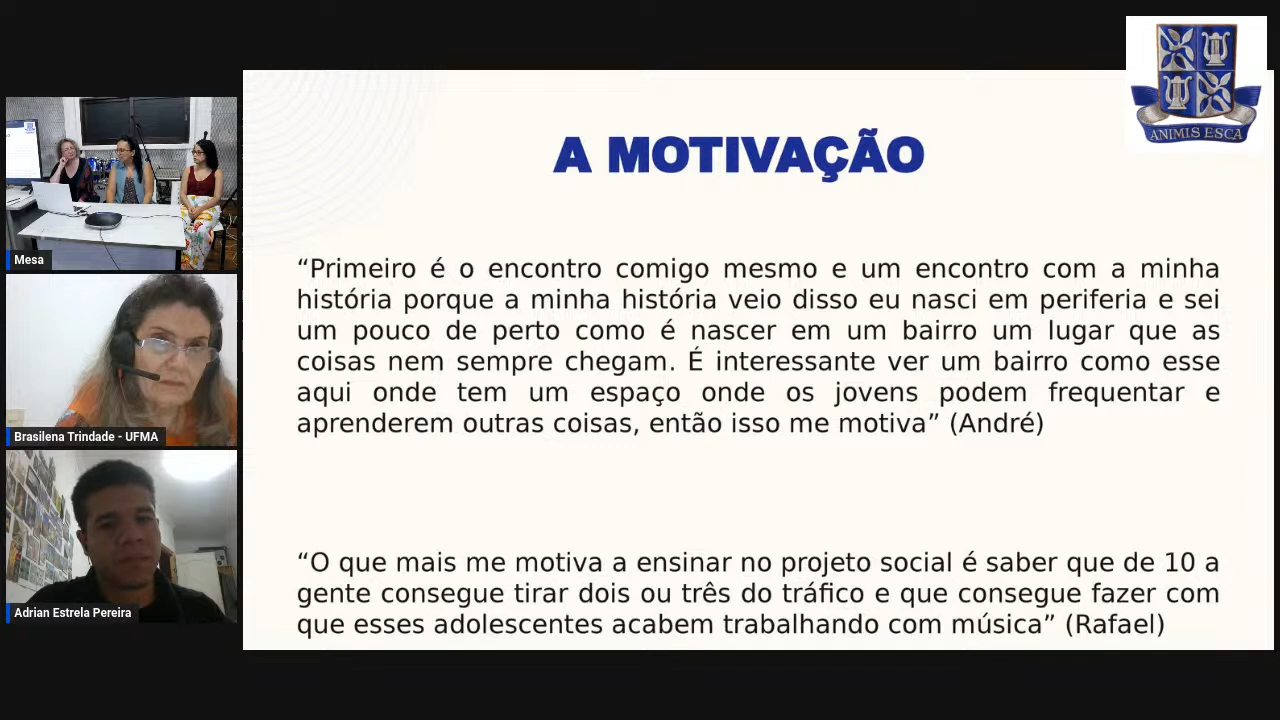 ANIMIS ESCA
A MOTIVAÇÃO
“Primeiro é o encontro comigo mesmo e um encontro com a minha
história porque a minha história veio disso eu nasci em periferia e sei
um pouco de perto como é nascer em um bairro um lugar que as
coisas nem sempre chegam. É interessante ver um bairro como esse
aqui onde tem um espaço onde os jovens podem frequentar e
aprenderem outras coisas, então isso me motiva” (André)
“O que mais me motiva a ensinar no projeto social é saber que de 10 a
gente consegue tirar dois ou três do tráfico e que consegue fazer com
que esses adolescentes acabem trabalhando com música” (Rafael)
Mesa
Brasilena Trindade - UFMA
Adrian Estrela Pereira